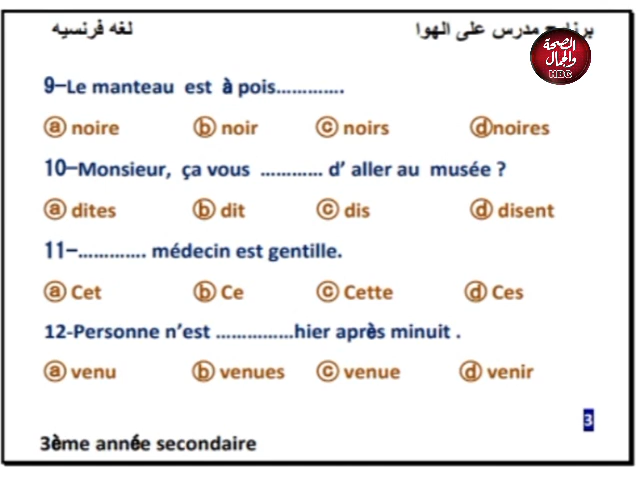 برنامج مدرس على الهوا لغه فرنسيه
الصحة
والجمال
HBC
9-Le manteau est à pois.............
ⓐ noire ⓑ noir ⓒ noirs ⓓnoires
10-Monsieur, ça vous ............ d' aller au musée ?
ⓐ dites ⓑ dit ⓒ dis ⓓ disent
11-............. médecin est gentille.
ⓐ Cet ⓑ Ce ⓒ Cette ⓓ Ces
12-Personne n'est ...............hier après minuit .
ⓐ venu ⓑ venues ⓒ venue ⓓ venir
3
3ème année secondaire